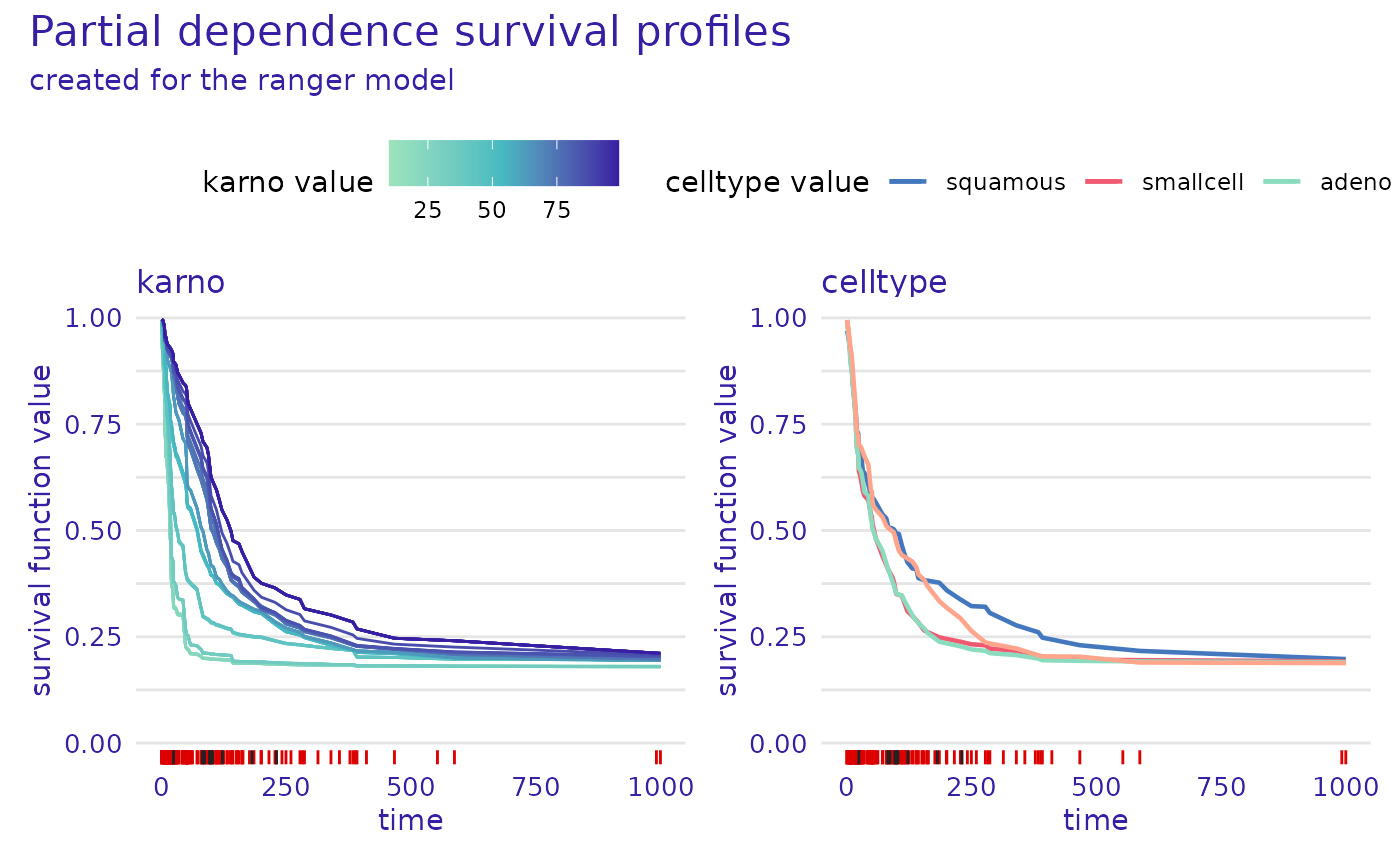 Partial dependence survival profiles
created for the ranger model
karno value
25 50 75
celltype value squamous smallcell adeno
karno
celltype
1.00
0.75
0.50
0.25
0.00
survival function value
0 250 500 750 1000
time
1.00
0.75
0.50
0.25
0.00
survival function value
0 250 500 750 1000
time